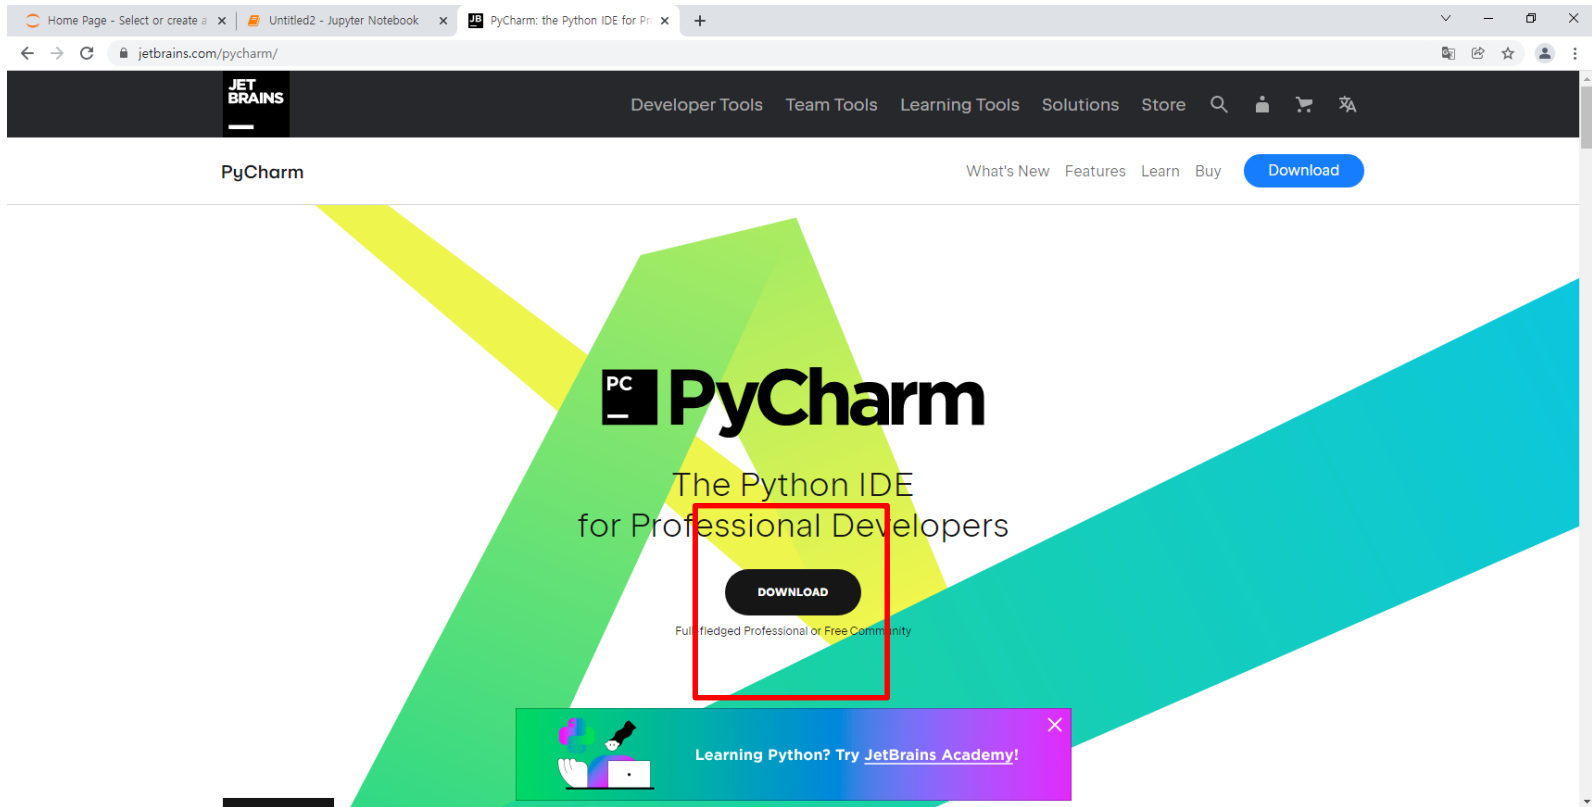 Home Page - Select or create a
Untitled2 - Jupyter Notebook
JB PyCharm: the Python IDE for Pr
jetbrains.com/pycharm/
JET
BRAINS
Developer Tools Team Tools Learning Tools Solutions Store
PyCharm
What's New Features Learn Buy Download
PC PyCharm
The Python IDE
for Professional Developers
DOWNLOAD
Full-fledged Professional or Free Community
Learning Python? Try JetBrains Academy!